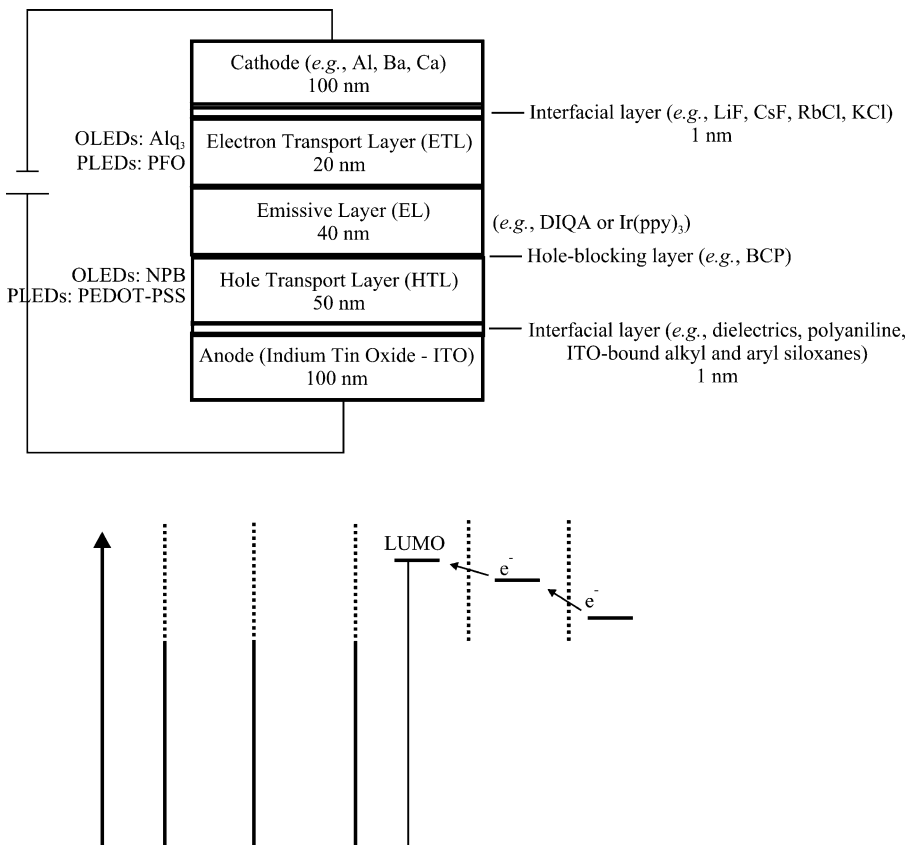 Cathode (e.g., Al, Ba, Ca)
100 nm
Interfacial layer (e.g., LiF, CsF, RbCl, KCl)
1 nm
OLEDs: Alq₃
PLEDs: PFO
Electron Transport Layer (ETL)
20 nm
Emissive Layer (EL)
40 nm
(e.g., DIQA or Ir(ppy)₃)
Hole-blocking layer (e.g., BCP)
OLEDs: NPB
PLEDs: PEDOT-PSS
Hole Transport Layer (HTL)
50 nm
Interfacial layer (e.g., dielectrics, polyaniline,
ITO-bound alkyl and aryl siloxanes)
1 nm
Anode (Indium Tin Oxide - ITO)
100 nm
LUMO
e⁻
e⁻